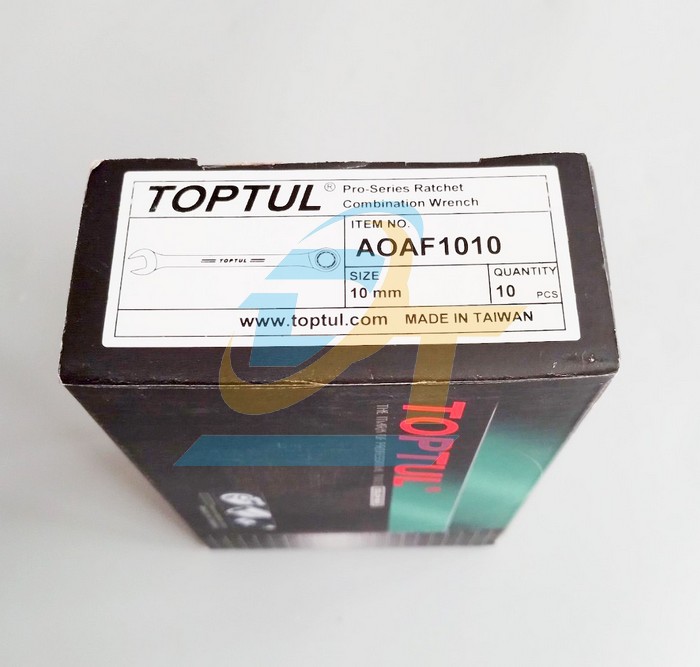 TOPTUL® Pro-Series Ratchet
Combination Wrench
ITEM NO.
AOAF1010
TOPTUL
SIZE
10 mm
QUANTITY
10 PCS
www.toptul.com MADE IN TAIWAN
TOPTUL